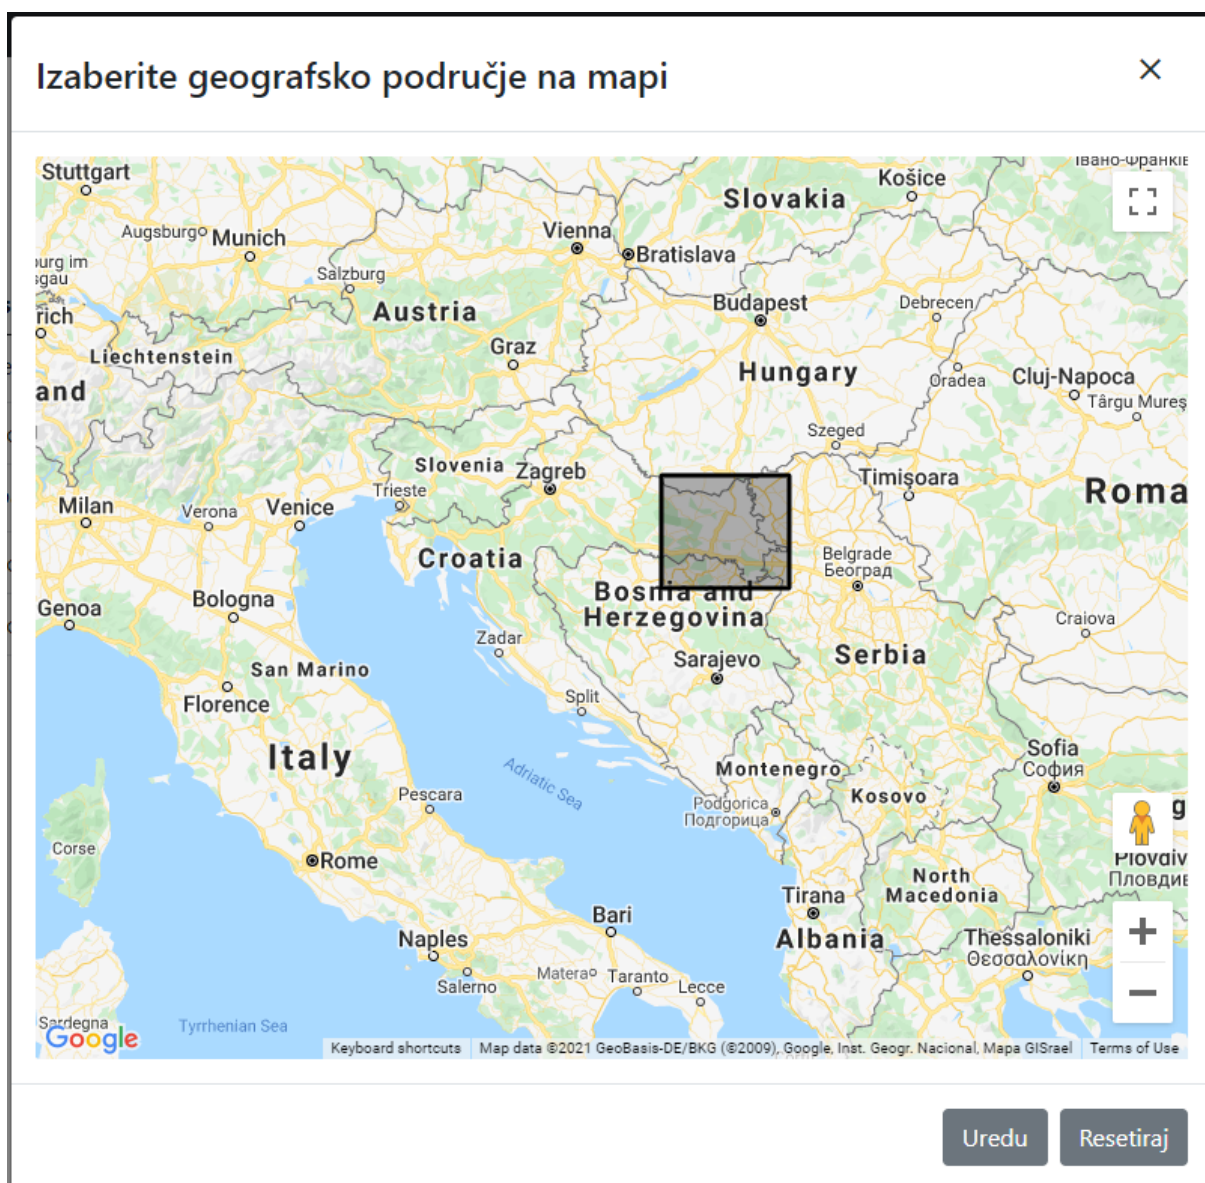 Izaberite geografsko područje na mapi
Stuttgart
Košice
Slovakia
Augsburg
Munich
Vienna
Bratislava
Salzburg
Austria
Budapest
Debrecen
Liechtenstein
Graz
Hungary
Oradea
Cluj-Napoca
Târgu Mureș
Szeged
Slovenia
Zagreb
Trieste
Timișoara
Milan
Verona
Venice
Croatia
Belgrade
Београд
Genoa
Bologna
Bosnia and
Herzegovina
Craiova
Zadar
San Marino
Sarajevo
Serbia
Florence
Split
Italy
Adriatic Sea
Montenegro
Sofia
София
Pescara
Podgorica
Подгорица
Kosovo
Corse
Rome
Plovdiv
North
Macedonia
Tirana
Bari
Naples
Albania
Thessaloniki
Θεσσαλονίκη
Matera
Taranto
Salerno
Lecce
Sardegna
Google
Tyrrhenian Sea
Keyboard shortcuts
Map data ©2021 GeoBasis-DE/BKG (©2009), Google, Inst. Geogr. Nacional, Mapa GISrael
Terms of Use
Uredu
Resetiraj